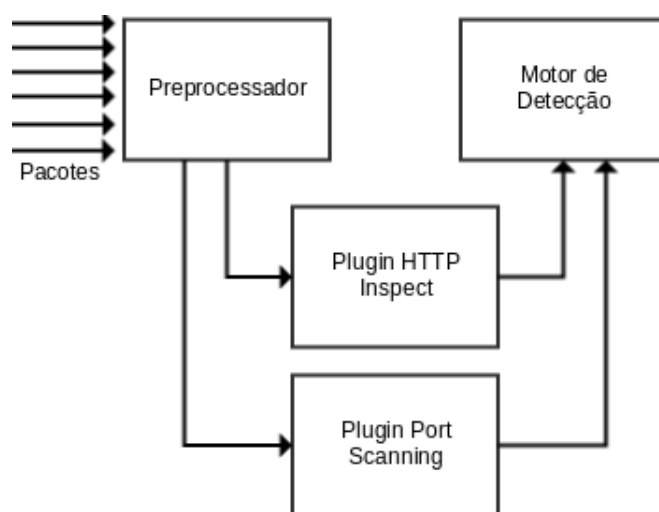 Preprocessador
Motor de
Detecção
Pacotes
Plugin HTTP
Inspect
Plugin Port
Scanning